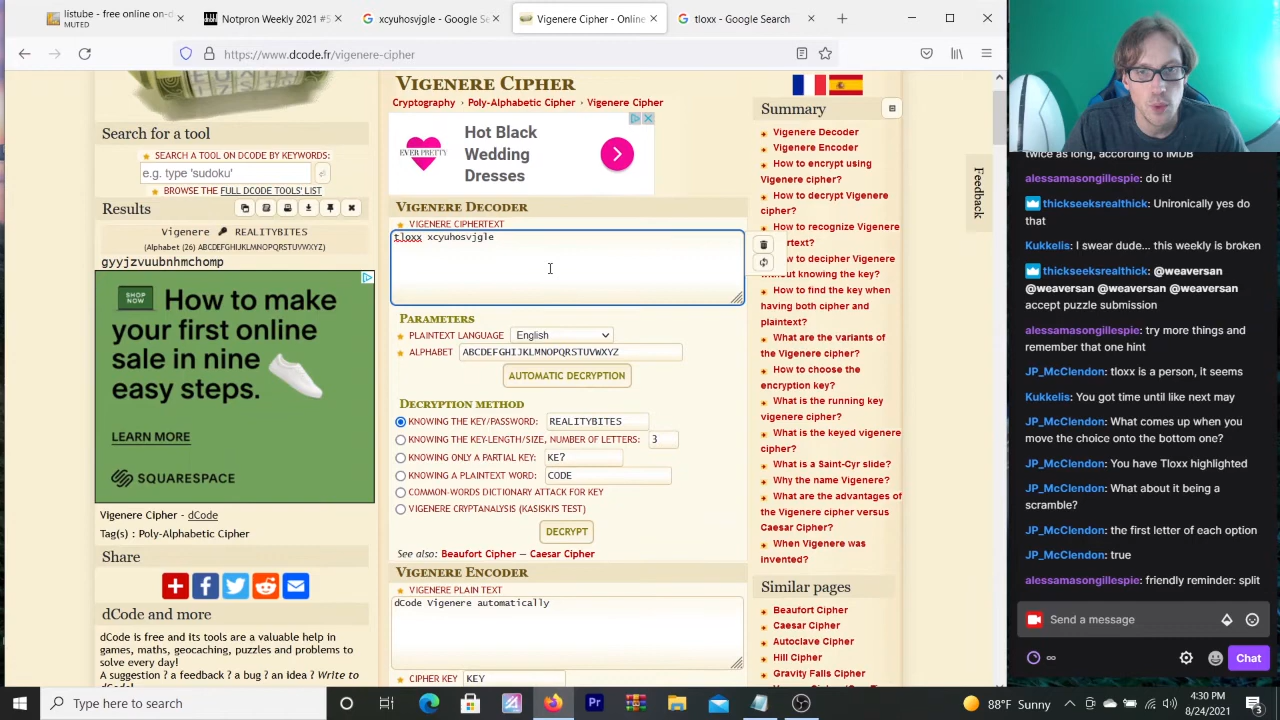 listube - free online on-d
MUTED
Notpron Weekly 2021 #5
xcyuhosvjgle - Google Se
Vigenere Cipher - Online
tloxx - Google Search
https://www.dcode.fr/vigenere-cipher
Search for a tool
SEARCH A TOOL ON DCODE BY KEYWORDS:
e.g. type 'sudoku'
BROWSE THE FULL DCODE TOOLS' LIST
Results
Vigenere REALITYBITES
(Alphabet (26) ABCDEFGHIJKLMNOPQRSTUVWXYZ)
gyyjzvuubnhmchomp
SHOP NOW
How to make
your first online
sale in nine
easy steps.
LEARN MORE
SQUARESPACE
Vigenere Cipher - dCode
Tag(s) : Poly-Alphabetic Cipher
Share
dCode and more
dCode is free and its tools are a valuable help in
games, maths, geocaching, puzzles and problems to
solve every day!
A suggestion ? a feedback ? a bug ? an idea ? Write to
VIGENERE CIPHER
Cryptography › Poly-Alphabetic Cipher › Vigenere Cipher
EVER PRETTY
Hot Black
Wedding
Dresses
VIGENERE DECODER
VIGENERE CIPHERTEXT
tloxx xcyuhosvjgle
PARAMETERS
PLAINTEXT LANGUAGE English
ALPHABET ABCDEFGHIJKLMNOPQRSTUVWXYZ
AUTOMATIC DECRYPTION
DECRYPTION METHOD
KNOWING THE KEY/PASSWORD: REALITYBITES
KNOWING THE KEY-LENGTH/SIZE, NUMBER OF LETTERS: 3
KNOWING ONLY A PARTIAL KEY: KE?
KNOWING A PLAINTEXT WORD: CODE
COMMON-WORDS DICTIONARY ATTACK FOR KEY
VIGENERE CRYPTANALYSIS (KASISKI'S TEST)
DECRYPT
See also: Beaufort Cipher — Caesar Cipher
VIGENERE ENCODER
VIGENERE PLAIN TEXT
dCode Vigenere automatically
CIPHER KEY KEY
Summary
Vigenere Decoder
Vigenere Encoder
How to encrypt using
Vigenere cipher?
How to decrypt Vigenere
cipher?
How to recognize Vigenere
ciphertext?
How to decipher Vigenere
without knowing the key?
How to find the key when
having both cipher and
plaintext?
What are the variants of
the Vigenere cipher?
How to choose the
encryption key?
What is the running key
vigenere cipher?
What is the keyed vigenere
cipher?
What is a Saint-Cyr slide?
Why the name Vigenere?
What are the advantages of
the Vigenere cipher versus
Caesar Cipher?
When Vigenere was
invented?
Similar pages
Beaufort Cipher
Caesar Cipher
Autoclave Cipher
Hill Cipher
Gravity Falls Cipher
Feedback
twice as long, according to IMDB
alessamasongillespie: do it!
thickseeksrealthick: Unironically yes do
that
Kukkelis: I swear dude... this weekly is broken
thickseeksrealthick: @weaversan
@weaversan @weaversan @weaversan
accept puzzle submission
alessamasongillespie: try more things and
remember that one hint
JP_McClendon: tloxx is a person, it seems
Kukkelis: You got time until like next may
JP_McClendon: What comes up when you
move the choice onto the bottom one?
JP_McClendon: You have Tloxx highlighted
JP_McClendon: What about it being a
scramble?
JP_McClendon: the first letter of each option
JP_McClendon: true
alessamasongillespie: friendly reminder: split
Send a message
Chat
Type here to search
88°F Sunny
4:30 PM
8/24/2021
3